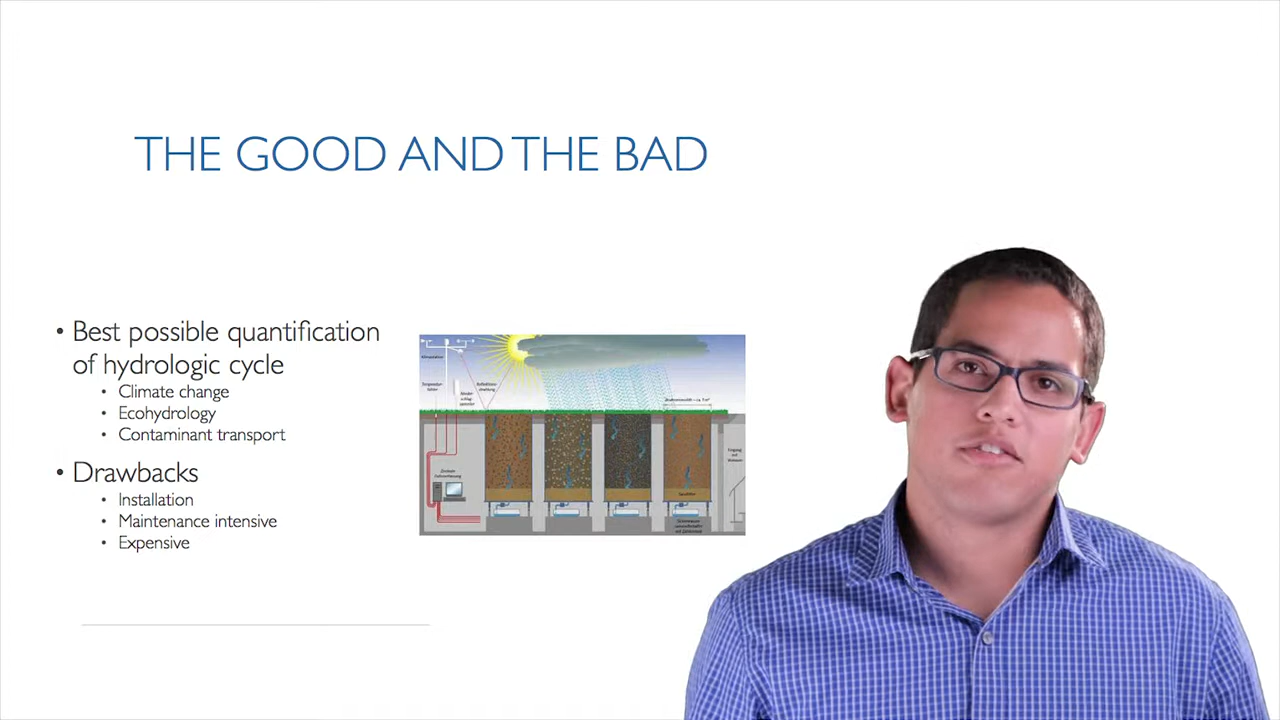 THE GOOD AND THE BAD
• Best possible quantification
of hydrologic cycle
• Climate change
• Ecohydrology
• Contaminant transport
• Drawbacks
• Installation
• Maintenance intensive
• Expensive